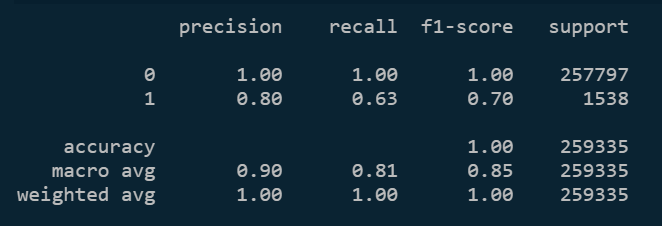 precision recall f1-score support
0 1.00 1.00 1.00 257797
1 0.80 0.63 0.70 1538
accuracy 1.00 259335
macro avg 0.90 0.81 0.85 259335
weighted avg 1.00 1.00 1.00 259335